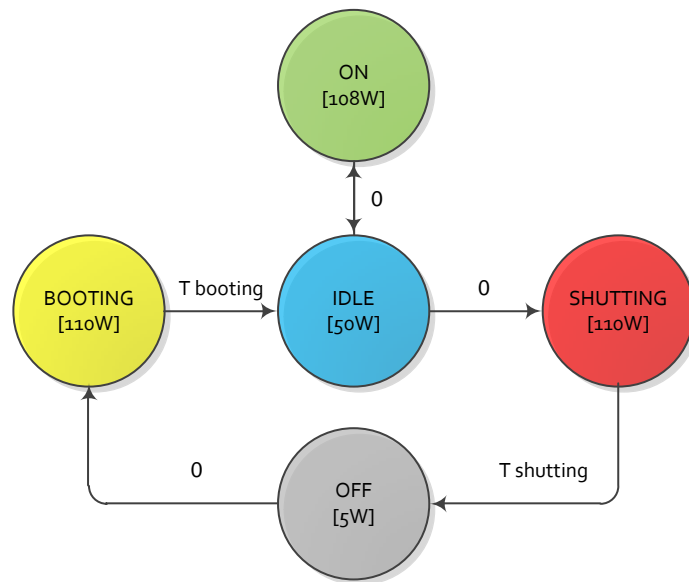 ON
[108W]
0
BOOTING
[110W]
T booting
IDLE
[50W]
0
SHUTTING
[110W]
0
OFF
[5W]
T shutting